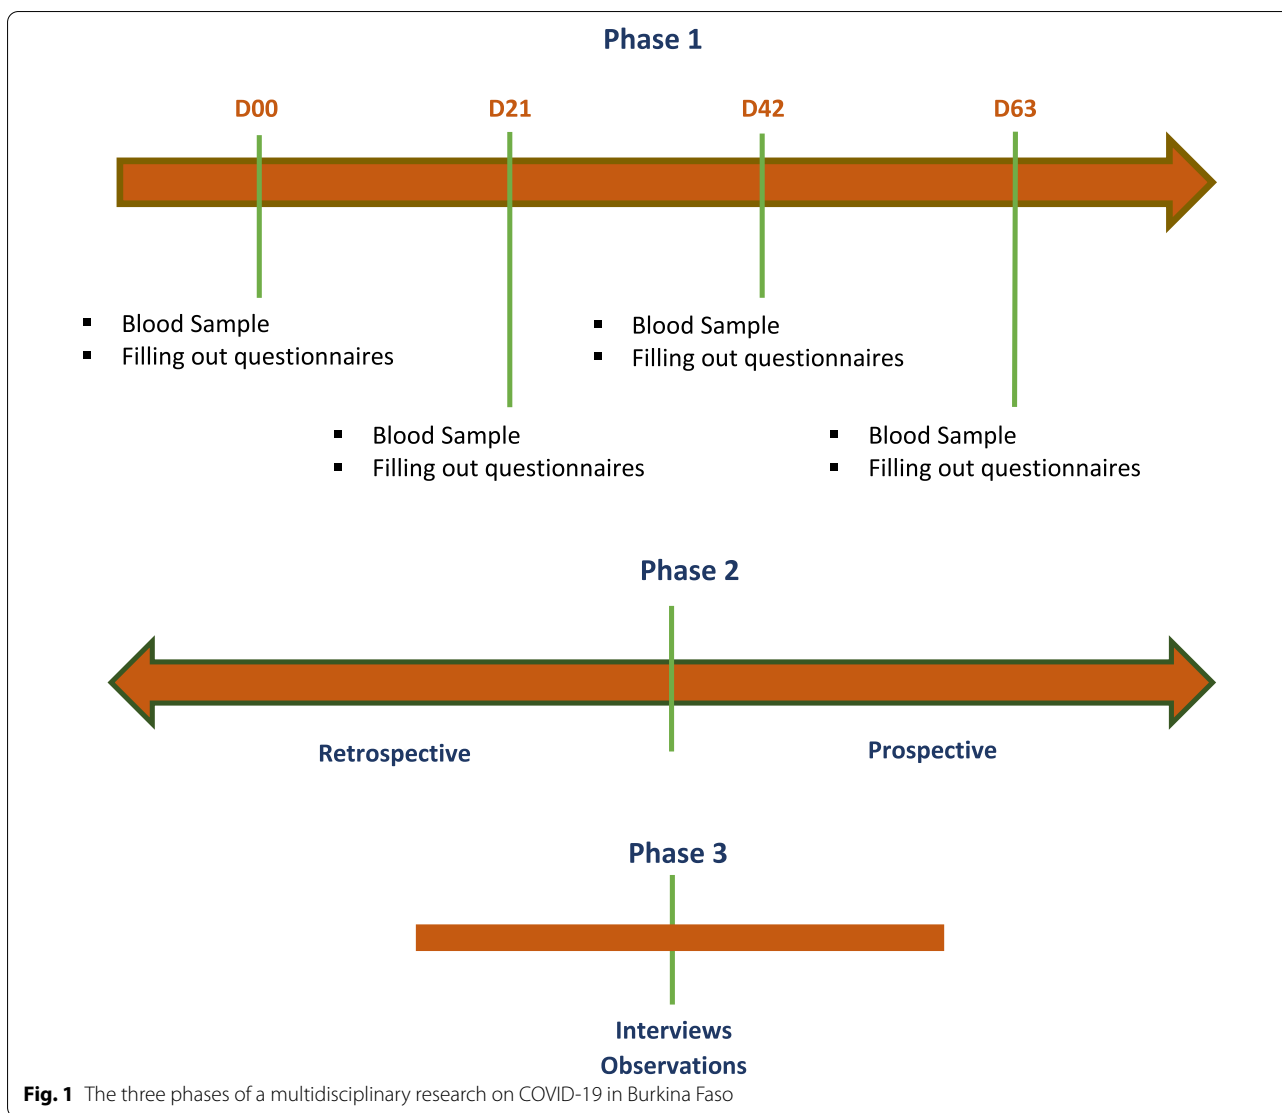 Phase 1
D00
D21
D42
D63
▪ Blood Sample
▪ Filling out questionnaires
▪ Blood Sample
▪ Filling out questionnaires
▪ Blood Sample
▪ Filling out questionnaires
▪ Blood Sample
▪ Filling out questionnaires
Phase 2
Retrospective
Prospective
Phase 3
Interviews
Observations
Fig. 1 The three phases of a multidisciplinary research on COVID-19 in Burkina Faso